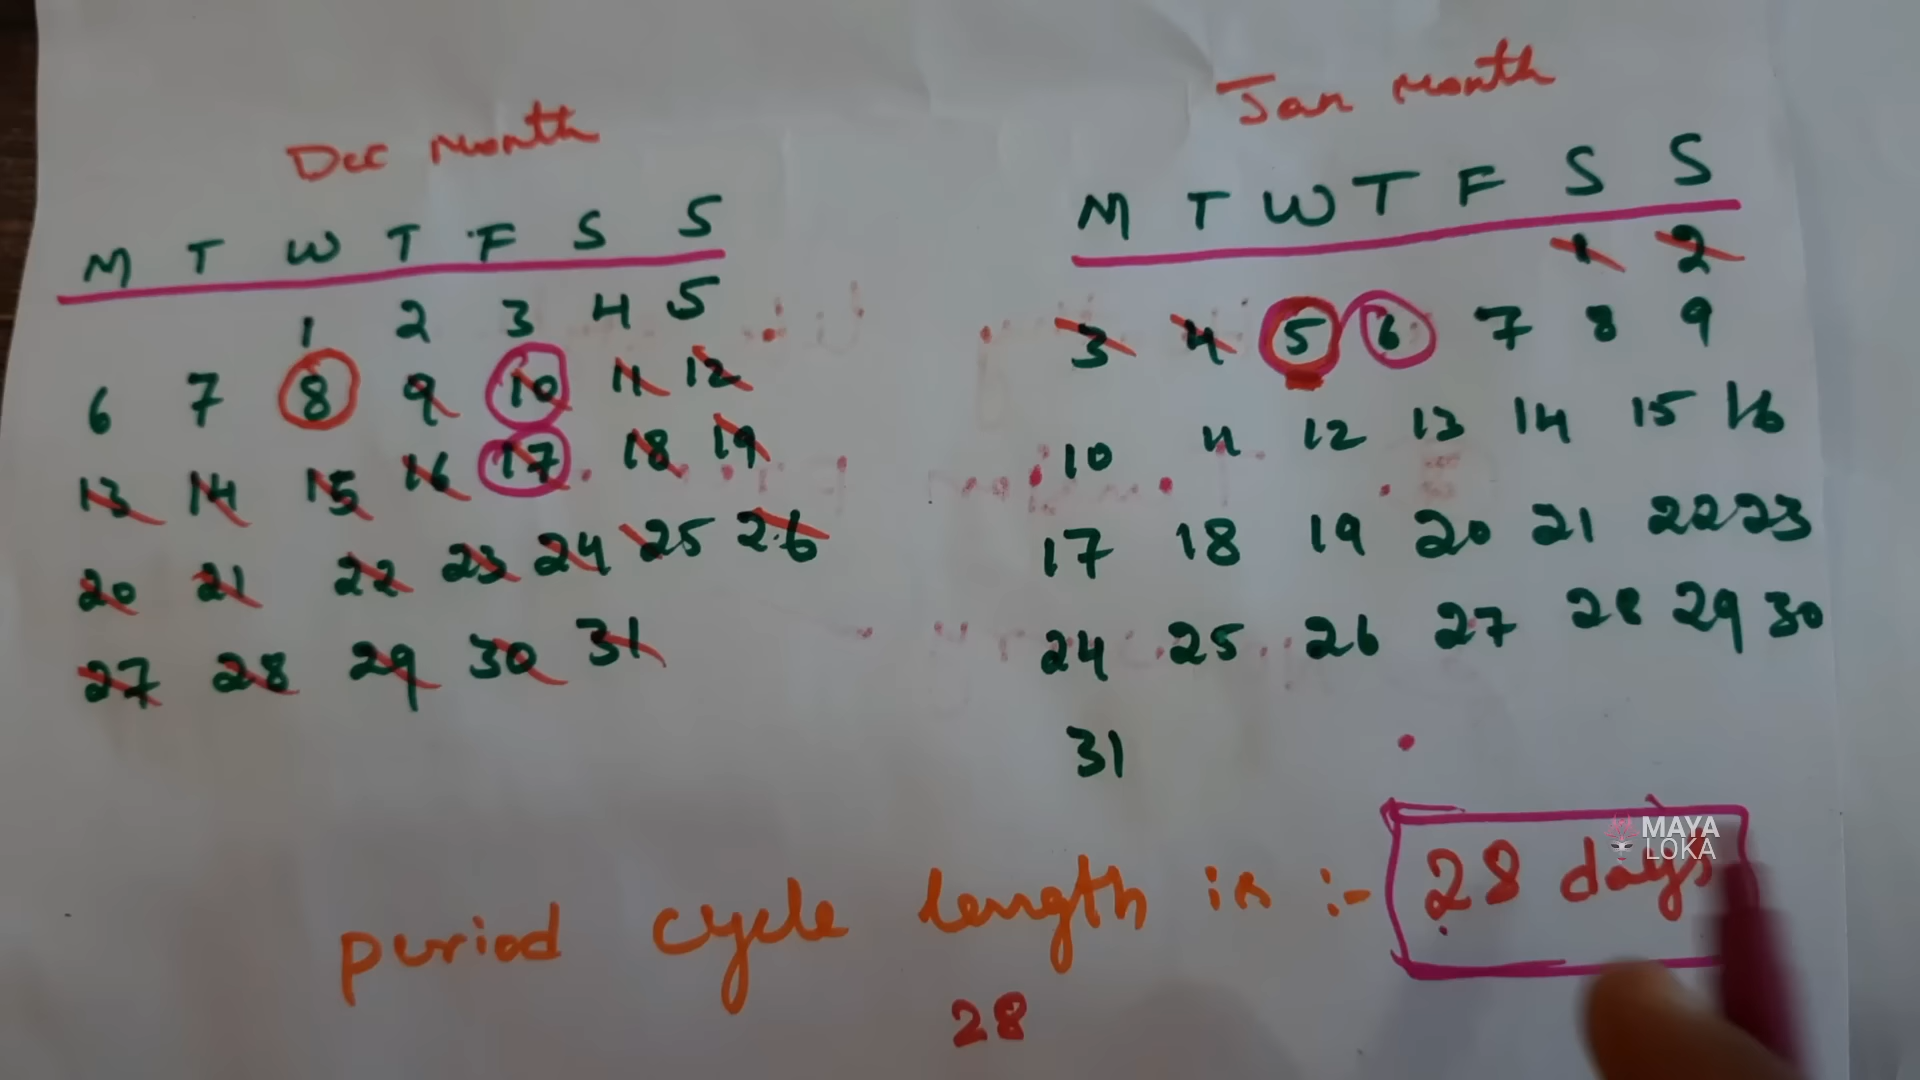 Dec Month
M T W T F S S
1 2 3 4 5
6 7 8 9 10 11 12
13 14 15 16 17 18 19
20 21 22 23 24 25 26
27 28 29 30 31
Jan Month
M T W T F S S
1 2
3 4 5 6 7 8 9
10 11 12 13 14 15 16
17 18 19 20 21 22 23
24 25 26 27 28 29 30
31
period cycle length is :- 28 days
28
MAYA
LOKA